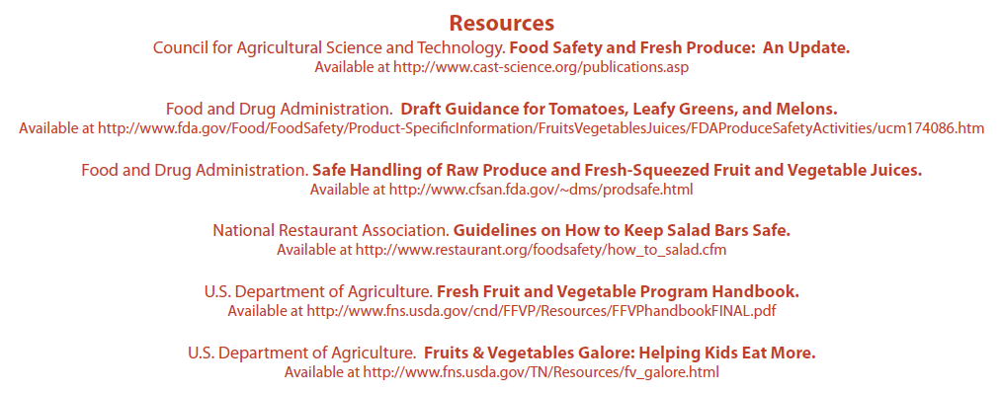 Resources
Council for Agricultural Science and Technology. Food Safety and Fresh Produce:  An Update.
Available at http://www.cast-science.org/publications.asp
Food and Drug Administration.  Draft Guidance for Tomatoes, Leafy Greens, and Melons.
Available at http://www.fda.gov/Food/FoodSafety/Product-SpecificInformation/FruitsVegetablesJuices/FDAProduceSafetyActivities/ucm174086.htm
Food and Drug Administration. Safe Handling of Raw Produce and Fresh-Squeezed Fruit and Vegetable Juices.
Available at http://www.cfsan.fda.gov/~dms/prodsafe.html
National Restaurant Association. Guidelines on How to Keep Salad Bars Safe.
Available at http://www.restaurant.org/foodsafety/how_to_salad.cfm
U.S. Department of Agriculture. Fresh Fruit and Vegetable Program Handbook.
Available at http://www.fns.usda.gov/cnd/FFVP/Resources/FFVPhandbookFINAL.pdf
U.S. Department of Agriculture.  Fruits & Vegetables Galore: Helping Kids Eat More.
Available at http://www.fns.usda.gov/TN/Resources/fv_galore.html